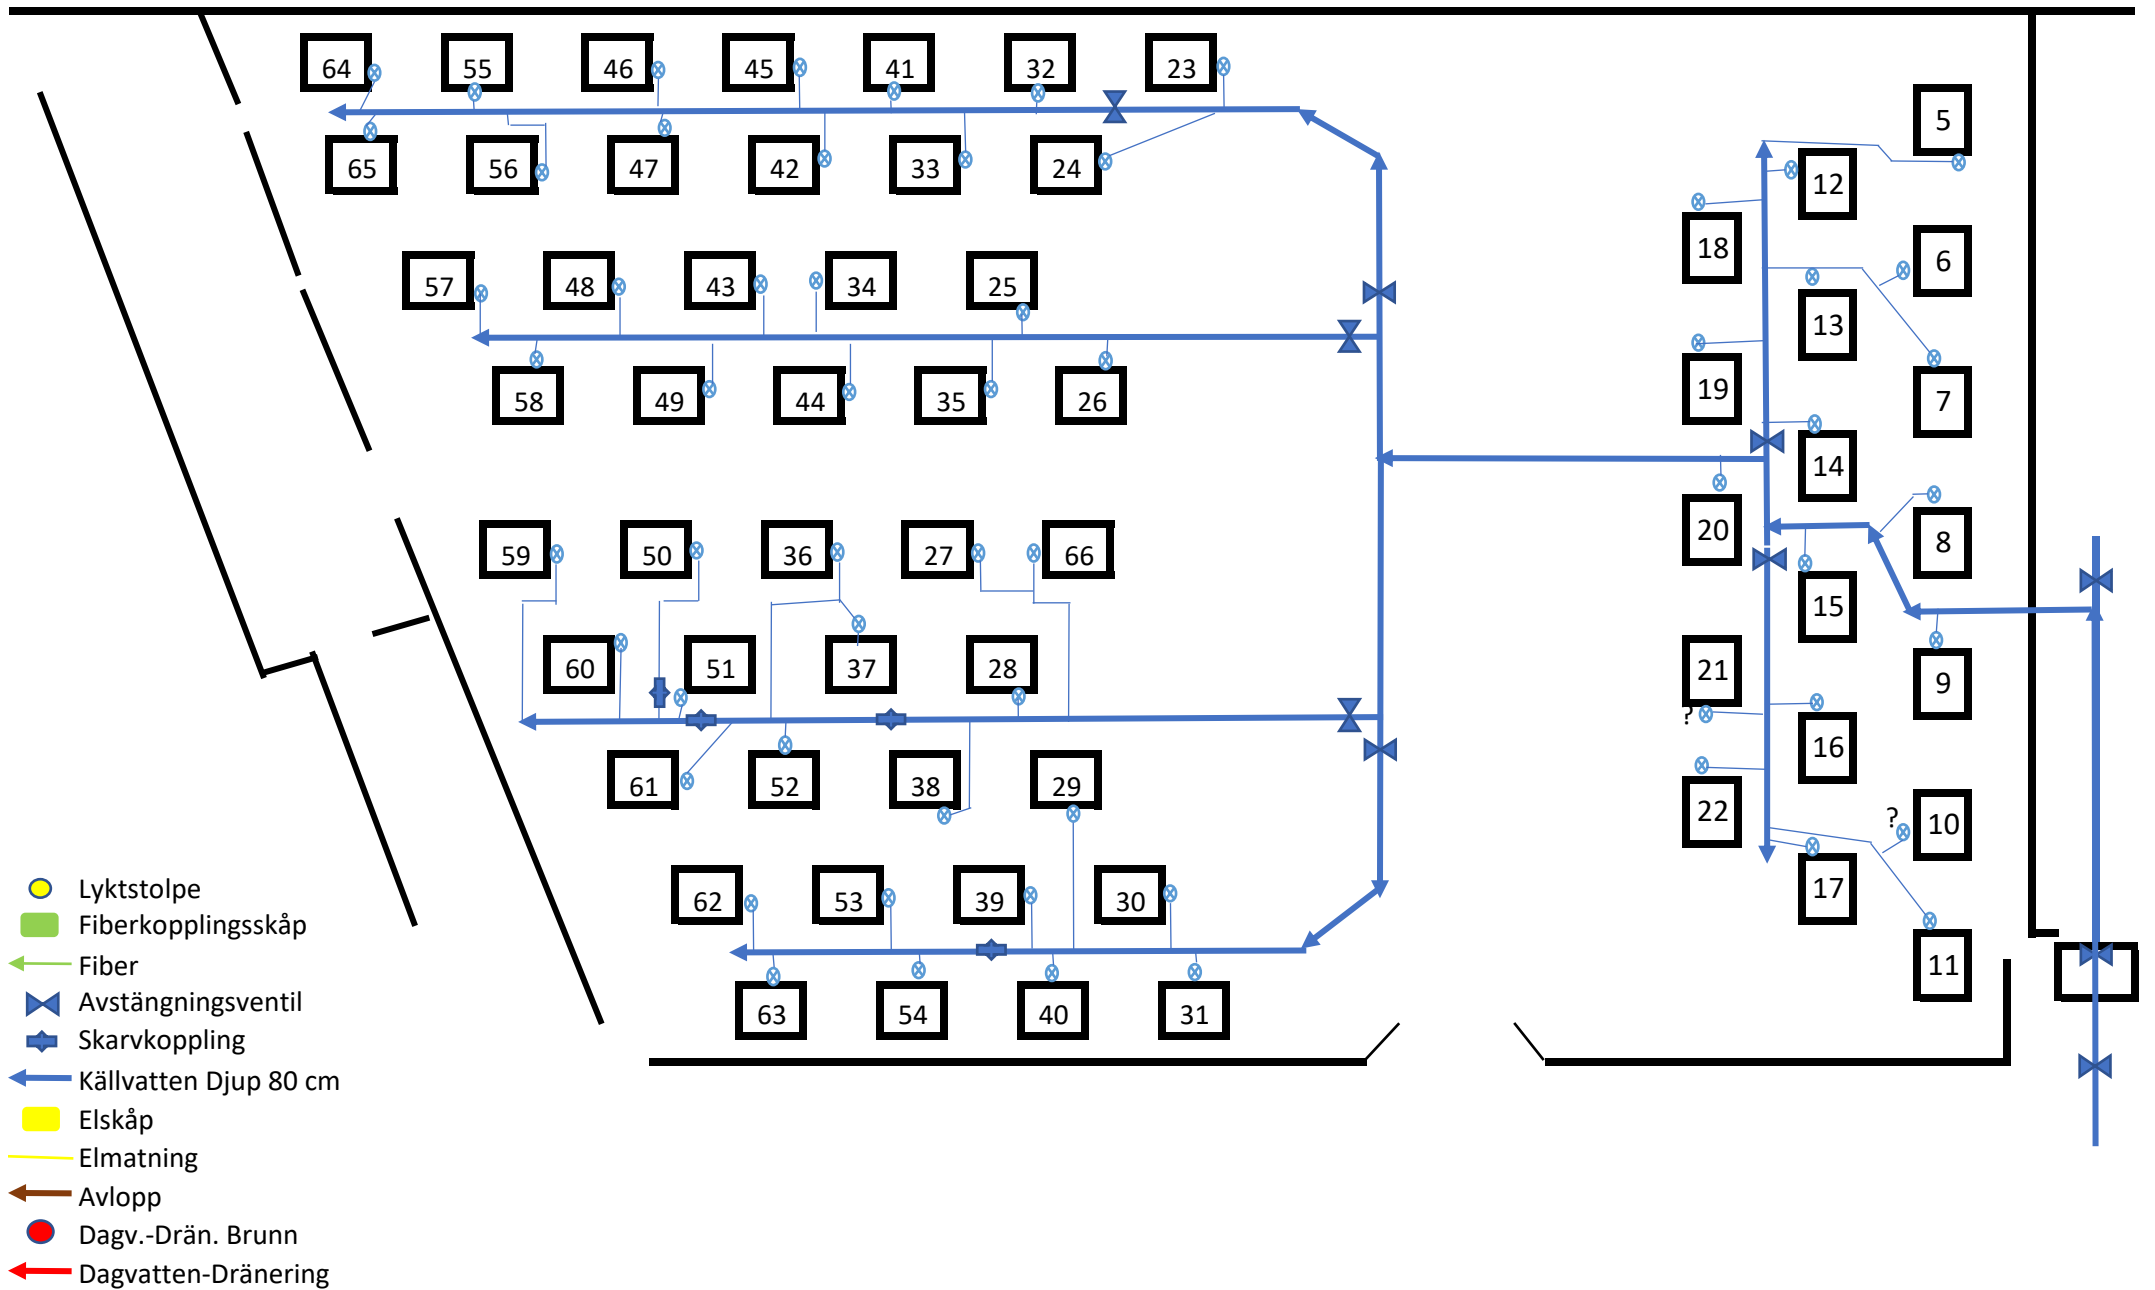 64 55 46 45 41 32 23
5
65 56 47 42 33 24
12
18 6
57 48 43 34 25
13
19 7
58 49 44 35 26
14
20 8
59 50 36 27 66
15
60 51 37 28 21 9
?
16
61 52 38 29
22 ? 10
62 53 39 30 17
11
63 54 40 31
Lyktstolpe
Fiberkopplingsskåp
Fiber
Avstängningsventil
Skarvkoppling
Källvatten Djup 80 cm
Elskåp
Elmatning
Avlopp
Dagv.-Drän. Brunn
Dagvatten-Dränering